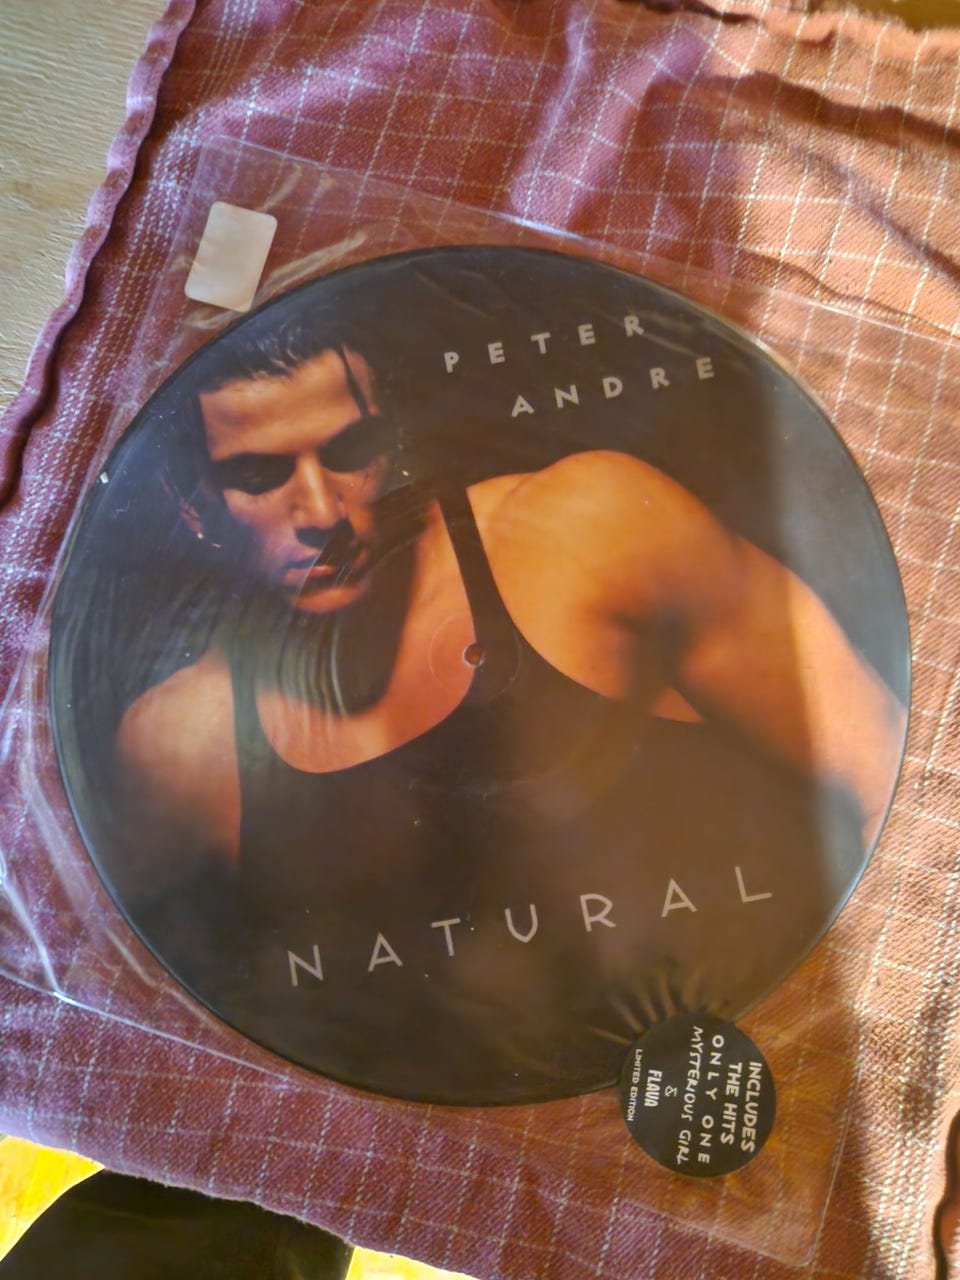 PETER
ANDRE
NATURAL
INCLUDES
THE HITS
ONLY ONE
MYSTERIOUS GIRL
&
FLAVA
LIMITED EDITION